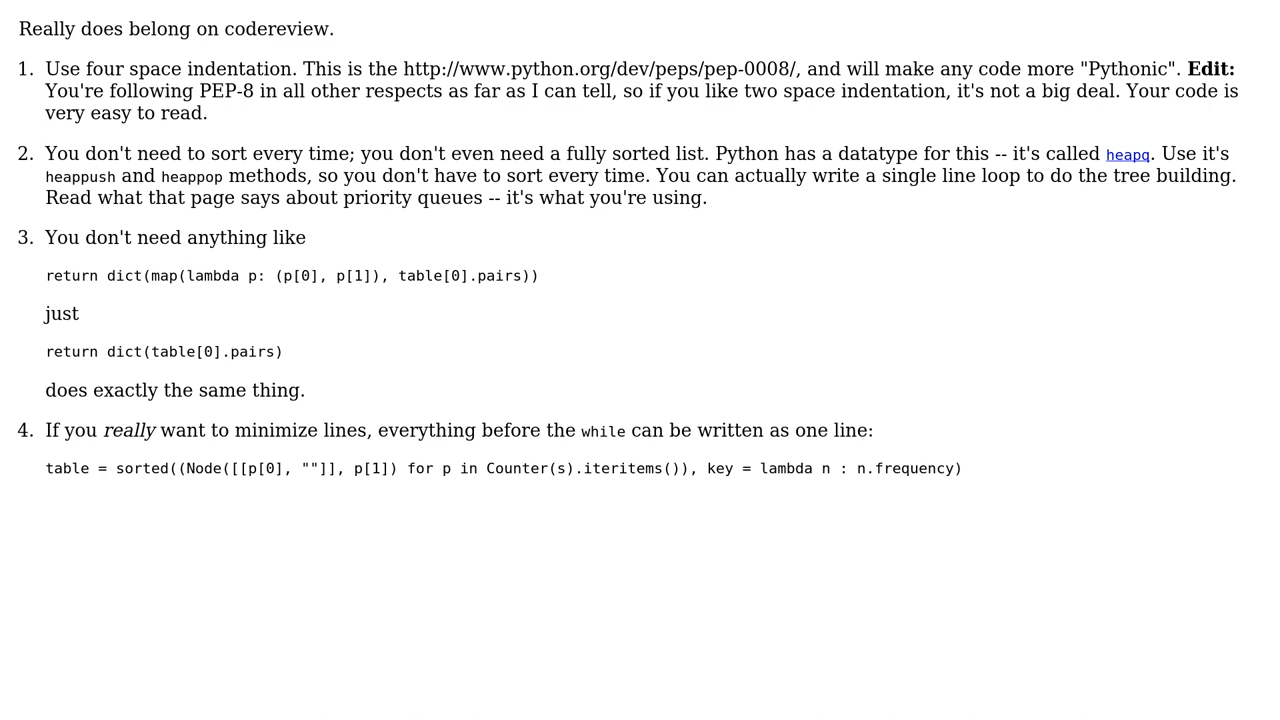 Really does belong on codereview.
1. Use four space indentation. This is the http://www.python.org/dev/peps/pep-0008/, and will make any code more "Pythonic". Edit:
You're following PEP-8 in all other respects as far as I can tell, so if you like two space indentation, it's not a big deal. Your code is
very easy to read.
2. You don't need to sort every time; you don't even need a fully sorted list. Python has a datatype for this -- it's called heapq. Use it's
heappush and heappop methods, so you don't have to sort every time. You can actually write a single line loop to do the tree building.
Read what that page says about priority queues -- it's what you're using.
3. You don't need anything like
return dict(map(lambda p: (p[0], p[1]), table[0].pairs))
just
return dict(table[0].pairs)
does exactly the same thing.
4. If you really want to minimize lines, everything before the while can be written as one line:
table = sorted((Node([[p[0], ""]], p[1]) for p in Counter(s).iteritems()), key = lambda n : n.frequency)